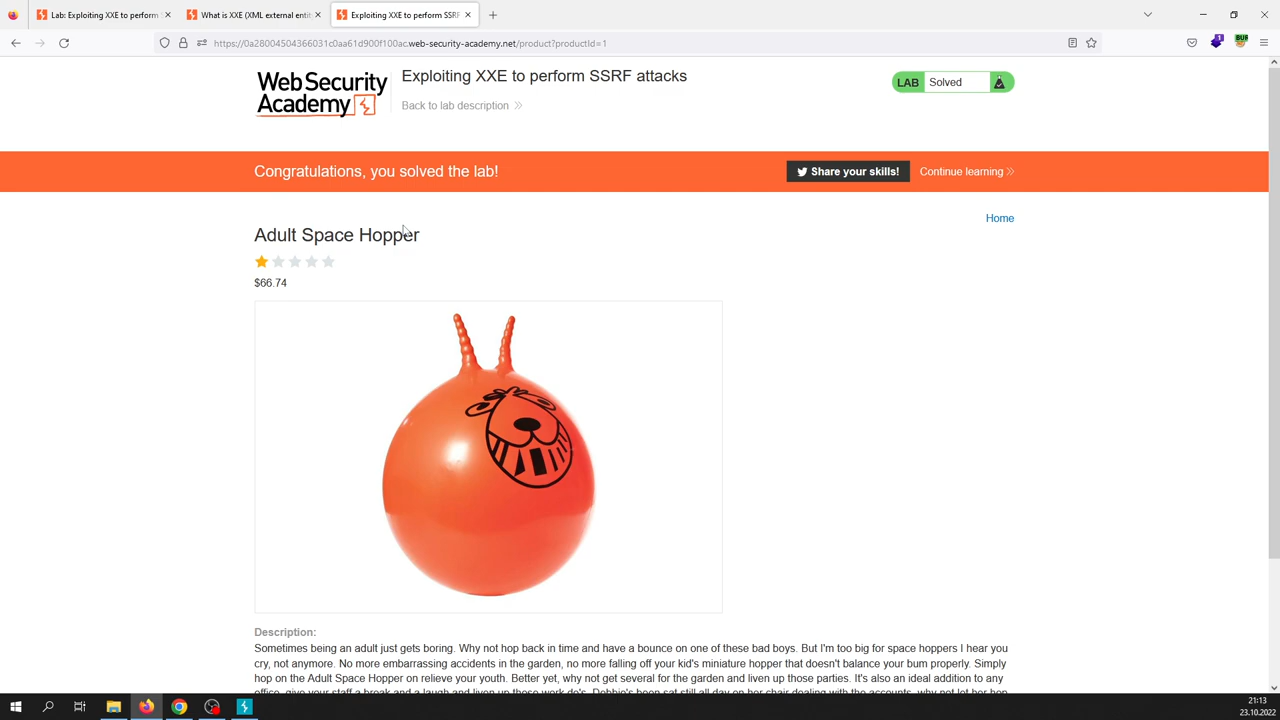 Lab: Exploiting XXE to perform
What is XXE (XML external entit
Exploiting XXE to perform SSRF
https://0a28004504366031c0aa61d900f100ac.web-security-academy.net/product?productId=1
Web Security
Academy
Exploiting XXE to perform SSRF attacks
Back to lab description
LAB Solved
Congratulations, you solved the lab!
Share your skills!
Continue learning
Home
Adult Space Hopper
$66.74
Description:
Sometimes being an adult just gets boring. Why not hop back in time and have a bounce on one of these bad boys. But I'm too big for space hoppers I hear you
cry, not anymore. No more embarrassing accidents in the garden, no more falling off your kid's miniature hopper that doesn't balance your bum properly. Simply
hop on the Adult Space Hopper on relieve your youth. Better yet, why not get several for the garden and liven up those parties. It's also an ideal addition to any
office, give your staff a break and a laugh and liven up those work do's. Debbie's been sat still all day on her chair dealing with the accounts, why not let her hop
21:13
23.10.2022